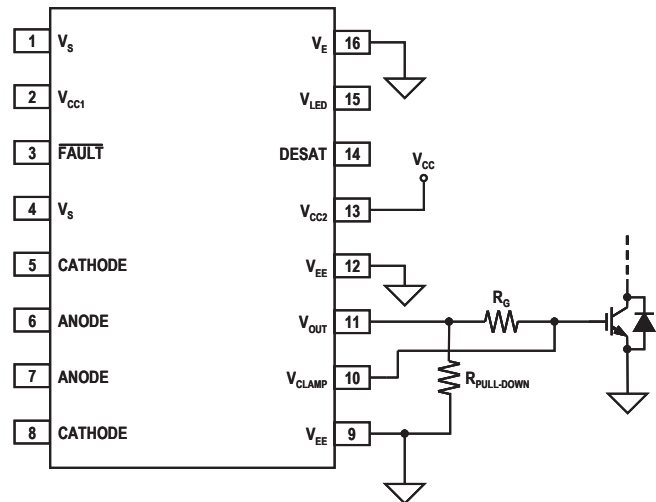 1 V_S
V_E 16
2 V_CC1
V_LED 15
3 FAULT
DESAT 14
V_CC
4 V_S
V_CC2 13
5 CATHODE
V_EE 12
6 ANODE
V_OUT 11
R_G
7 ANODE
V_CLAMP 10
R_PULL-DOWN
8 CATHODE
V_EE 9